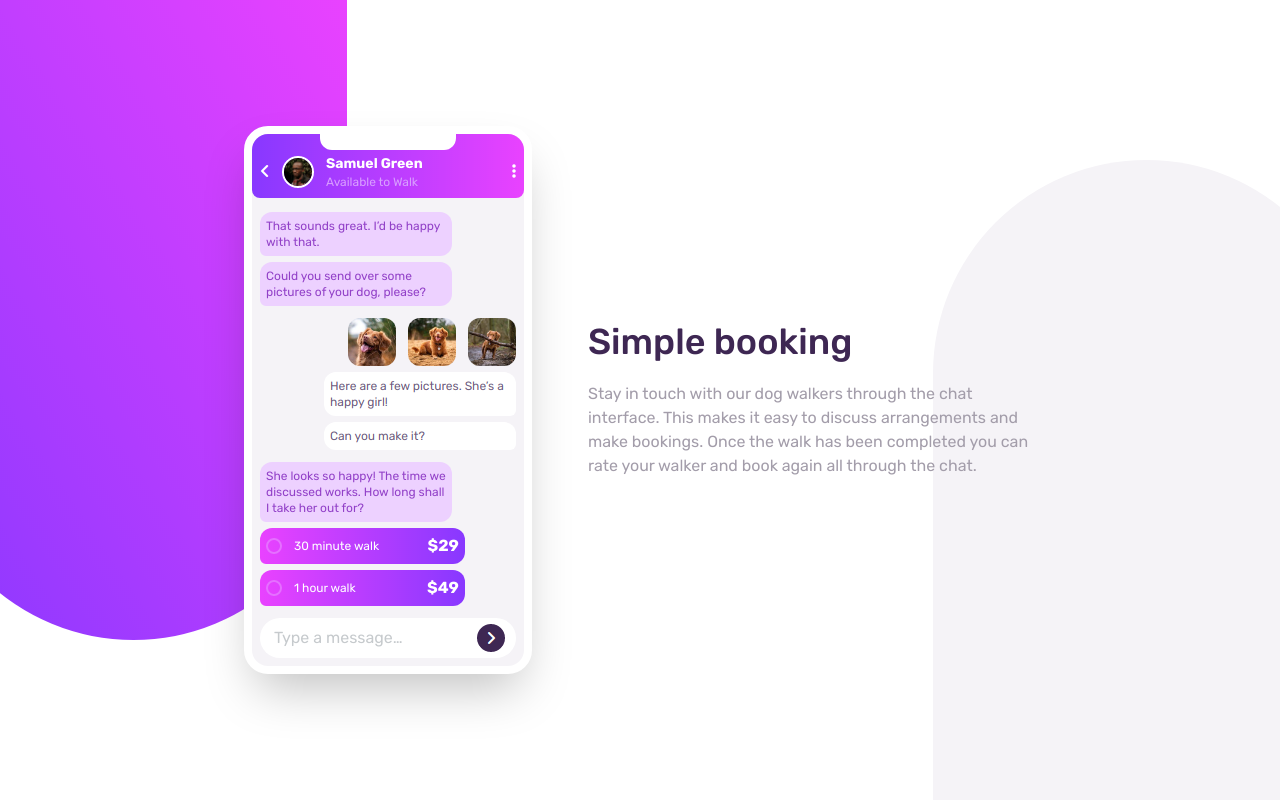 Samuel Green
Available to Walk
That sounds great. I’d be happy
with that.
Could you send over some
pictures of your dog, please?
Here are a few pictures. She’s a
happy girl!
Can you make it?
She looks so happy! The time we
discussed works. How long shall
I take her out for?
30 minute walk $29
1 hour walk $49
Type a message…
Simple booking
Stay in touch with our dog walkers through the chat
interface. This makes it easy to discuss arrangements and
make bookings. Once the walk has been completed you can
rate your walker and book again all through the chat.